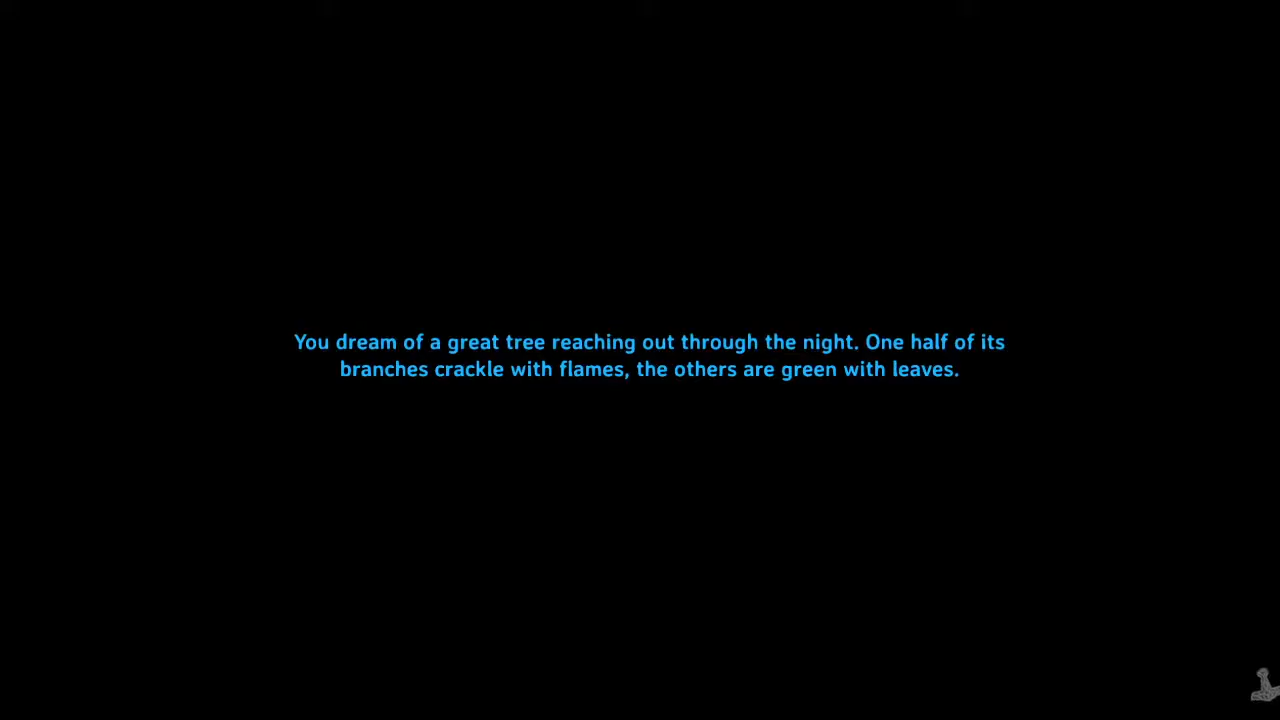 You dream of a great tree reaching out through the night. One half of its
branches crackle with flames, the others are green with leaves.